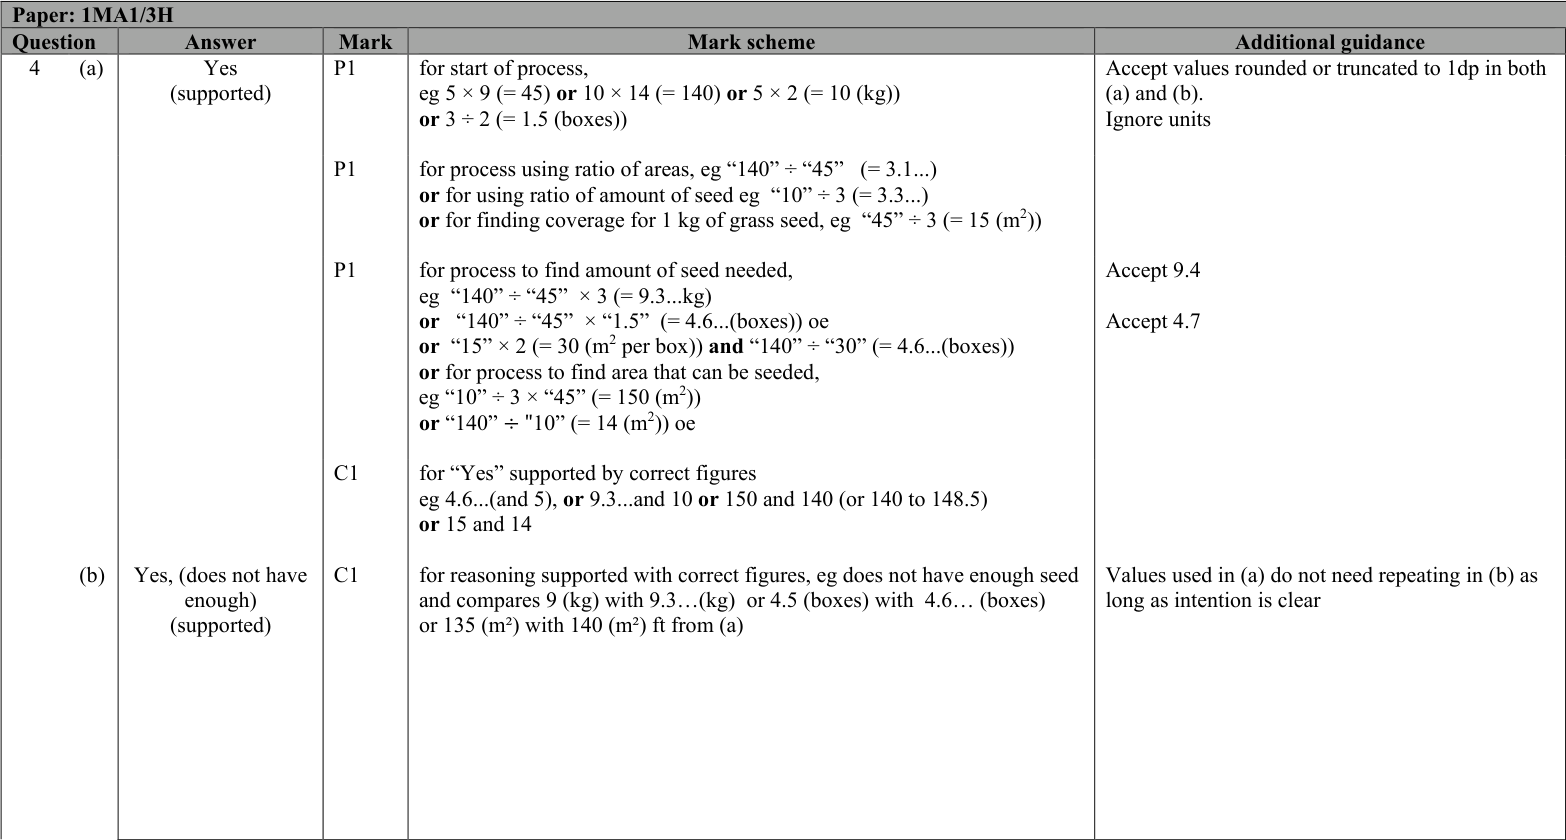 Paper: 1MA1/3H
Question Answer Mark Mark scheme Additional guidance
4 (a) Yes P1 for start of process, Accept values rounded or truncated to 1dp in both
(supported) eg 5 × 9 (= 45) or 10 × 14 (= 140) or 5 × 2 (= 10 (kg)) (a) and (b).
or 3 ÷ 2 (= 1.5 (boxes)) Ignore units
P1 for process using ratio of areas, eg “140” ÷ “45” (= 3.1...)
or for using ratio of amount of seed eg “10” ÷ 3 (= 3.3...)
or for finding coverage for 1 kg of grass seed, eg “45” ÷ 3 (= 15 (m²))
P1 for process to find amount of seed needed, Accept 9.4
eg “140” ÷ “45” × 3 (= 9.3...kg)
or “140” ÷ “45” × “1.5” (= 4.6...(boxes)) oe Accept 4.7
or “15” × 2 (= 30 (m² per box)) and “140” ÷ “30” (= 4.6...(boxes))
or for process to find area that can be seeded,
eg “10” ÷ 3 × “45” (= 150 (m²))
or “140” ÷ "10” (= 14 (m²)) oe
C1 for “Yes” supported by correct figures
eg 4.6...(and 5), or 9.3...and 10 or 150 and 140 (or 140 to 148.5)
or 15 and 14
(b) Yes, (does not have C1 for reasoning supported with correct figures, eg does not have enough seed Values used in (a) do not need repeating in (b) as
enough) and compares 9 (kg) with 9.3…(kg) or 4.5 (boxes) with 4.6… (boxes) long as intention is clear
(supported) or 135 (m²) with 140 (m²) ft from (a)